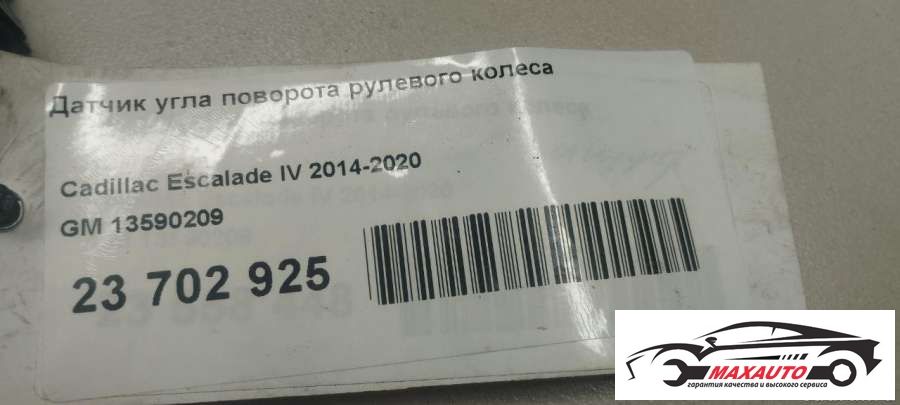 Датчик угла поворота рулевого колеса
Cadillac Escalade IV 2014-2020
GM 13590209
23 702 925
MAXAUTO
гарантия качества и высокого сервиса